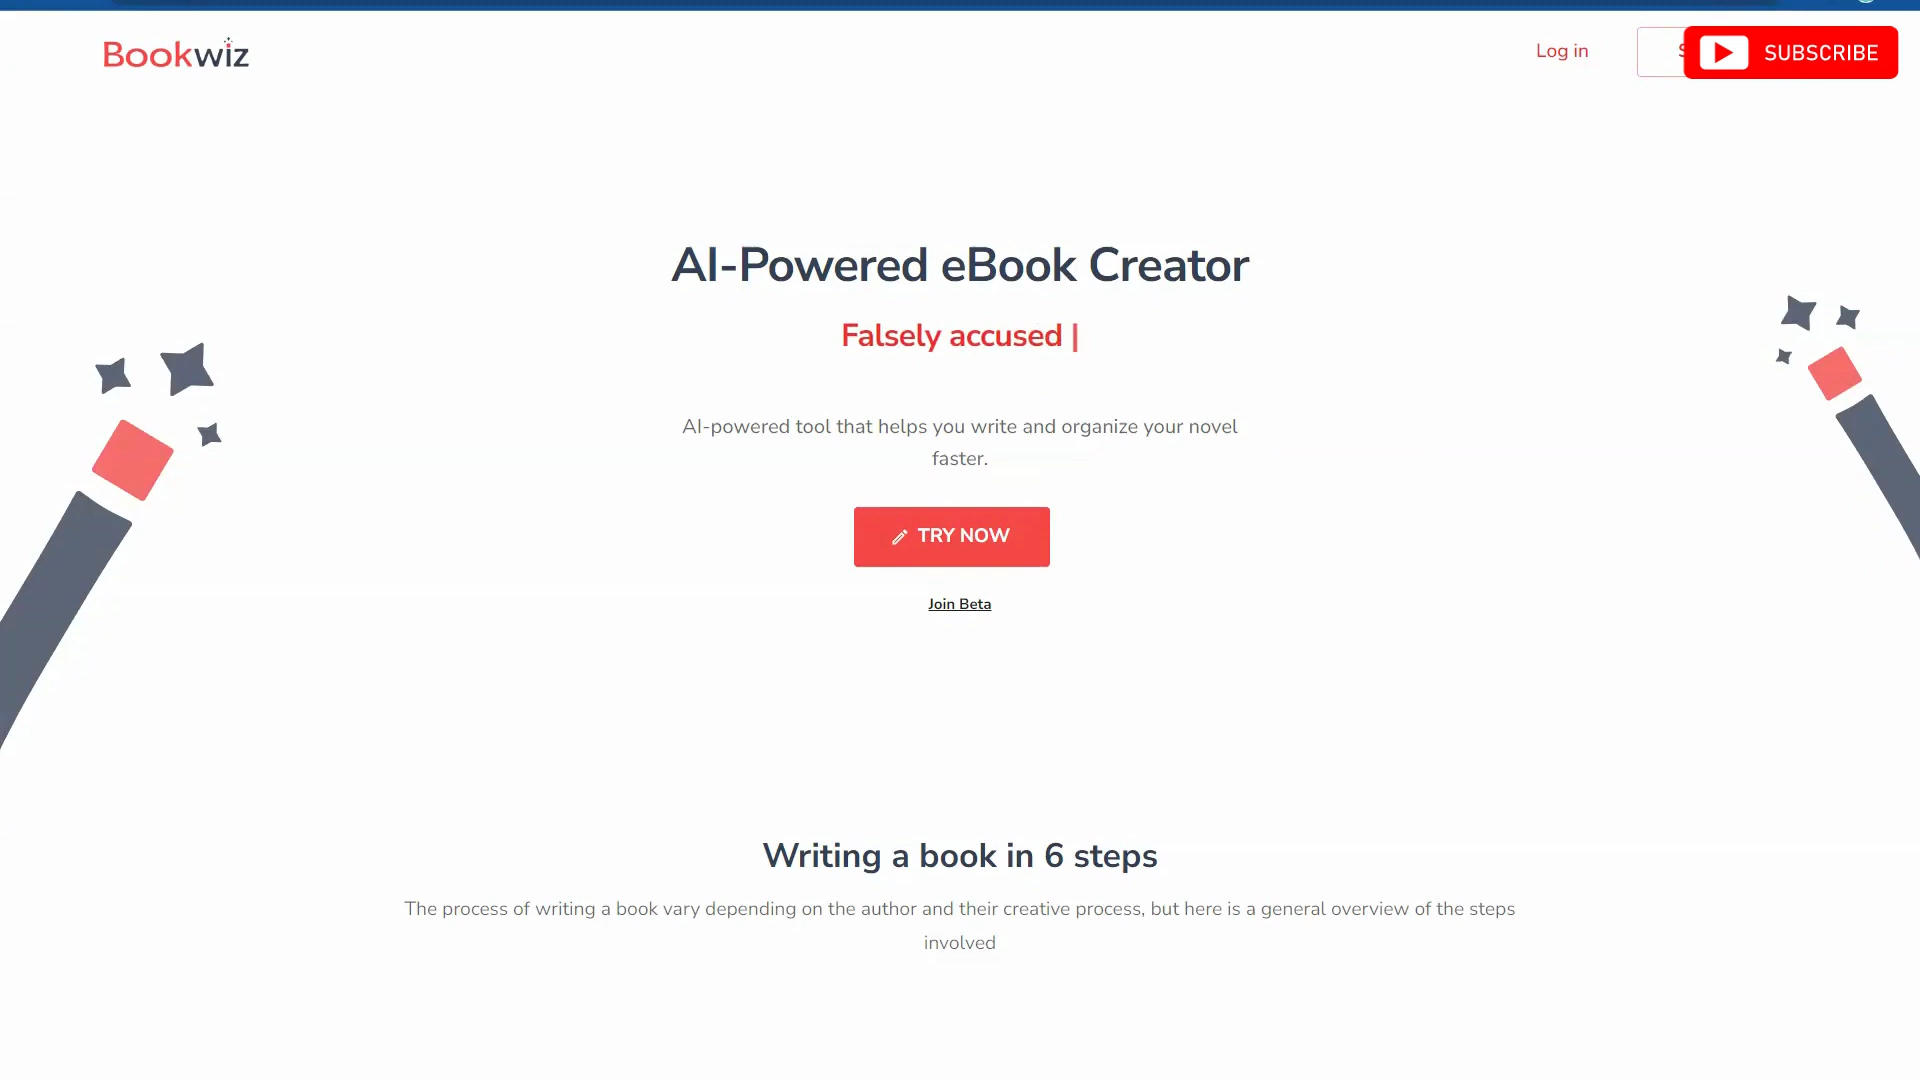 Bookwiz
Log in
SUBSCRIBE
AI-Powered eBook Creator
Falsely accused |
AI-powered tool that helps you write and organize your novel
faster.
TRY NOW
Join Beta
Writing a book in 6 steps
The process of writing a book vary depending on the author and their creative process, but here is a general overview of the steps
involved